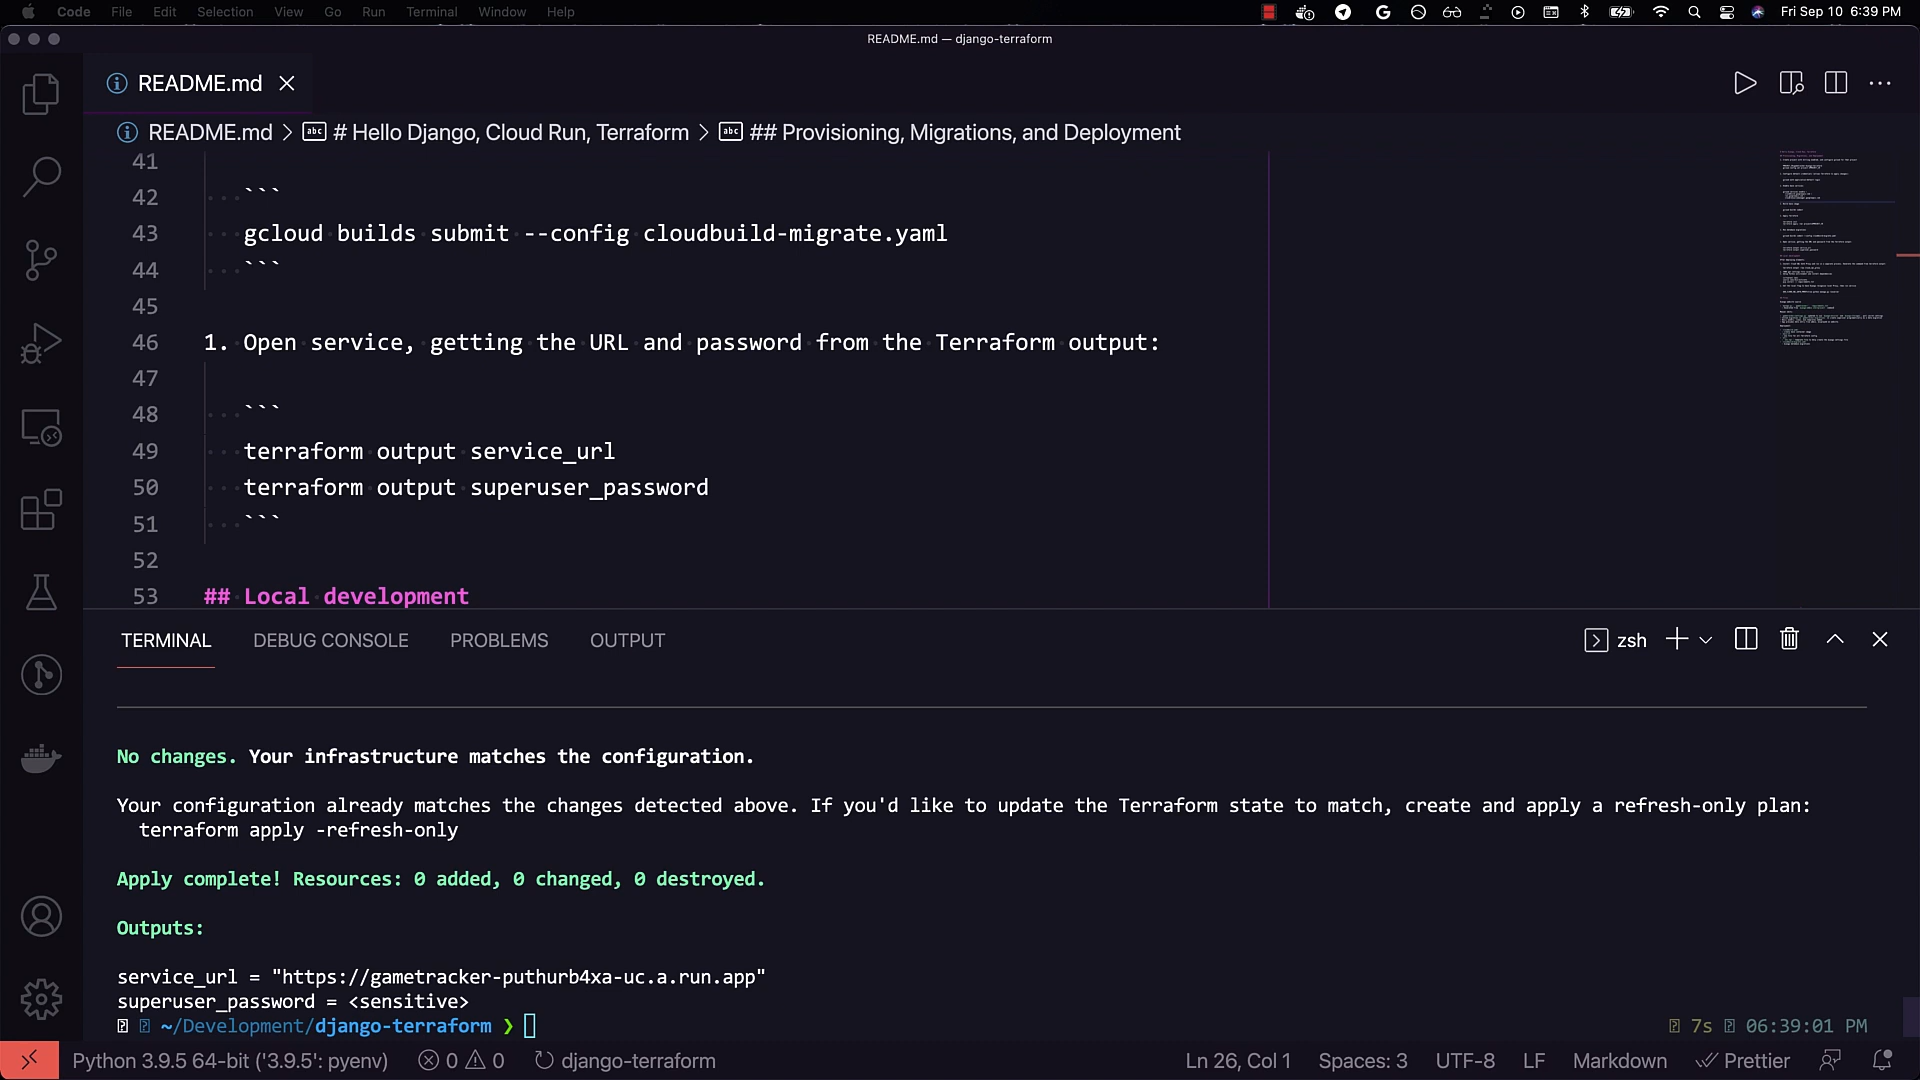 Code File Edit Selection View Go Run Terminal Window Help Fri Sep 10 6:39 PM
README.md — django-terraform
README.md
README.md > # Hello Django, Cloud Run, Terraform > ## Provisioning, Migrations, and Deployment
41
42 ```
43 gcloud builds submit --config cloudbuild-migrate.yaml
44 ```
45
46 1. Open service, getting the URL and password from the Terraform output:
47
48 ```
49 terraform output service_url
50 terraform output superuser_password
51 ```
52
53 ## Local development
TERMINAL DEBUG CONSOLE PROBLEMS OUTPUT zsh
No changes. Your infrastructure matches the configuration.
Your configuration already matches the changes detected above. If you'd like to update the Terraform state to match, create and apply a refresh-only plan:
terraform apply -refresh-only
Apply complete! Resources: 0 added, 0 changed, 0 destroyed.
Outputs:
service_url = "https://gametracker-puthurb4xa-uc.a.run.app"
superuser_password = <sensitive>
~/Development/django-terraform ❯ 7s 06:39:01 PM
Python 3.9.5 64-bit ('3.9.5': pyenv) 0 0 django-terraform Ln 26, Col 1 Spaces: 3 UTF-8 LF Markdown Prettier